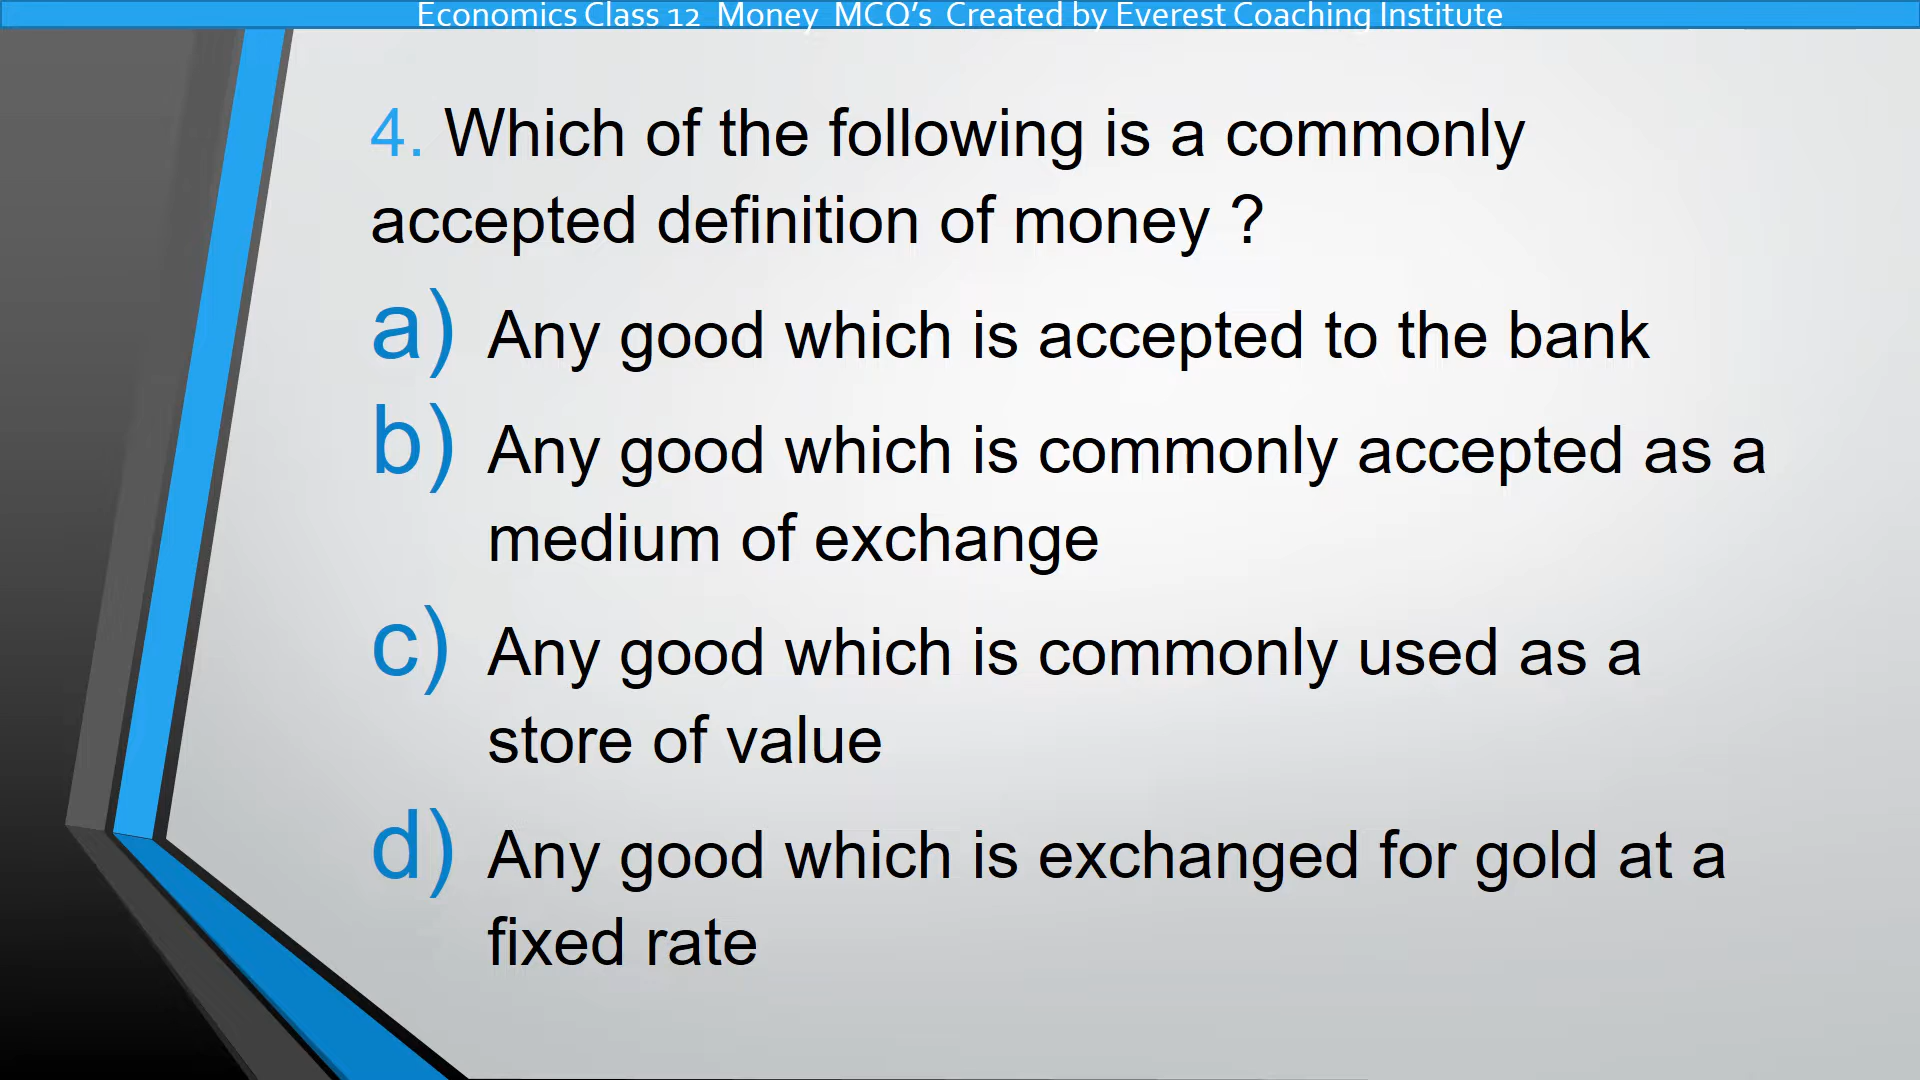 Economics Class 12 Money MCQ's Created by Everest Coaching Institute
4. Which of the following is a commonly
accepted definition of money ?
a) Any good which is accepted to the bank
b) Any good which is commonly accepted as a
medium of exchange
c) Any good which is commonly used as a
store of value
d) Any good which is exchanged for gold at a
fixed rate